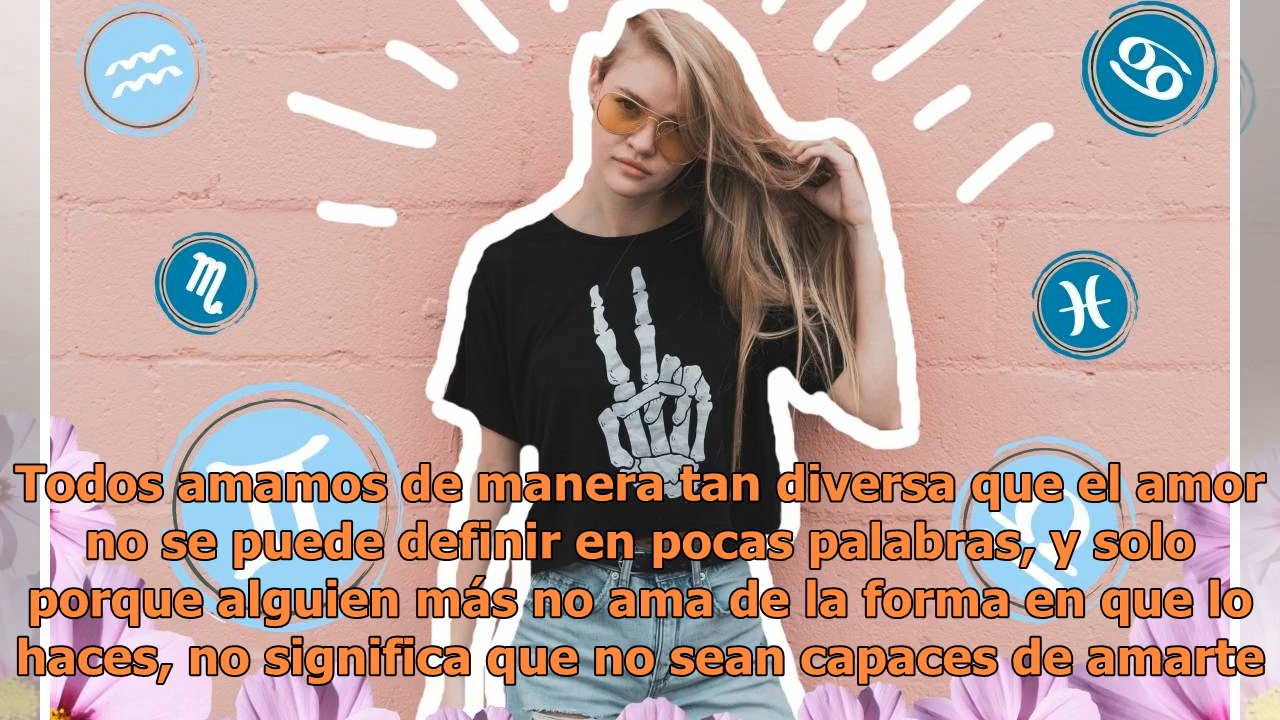 Todos amamos de manera tan diversa que el amor
no se puede definir en pocas palabras, y solo
porque alguien más no ama de la forma en que lo
haces, no significa que no sean capaces de amarte